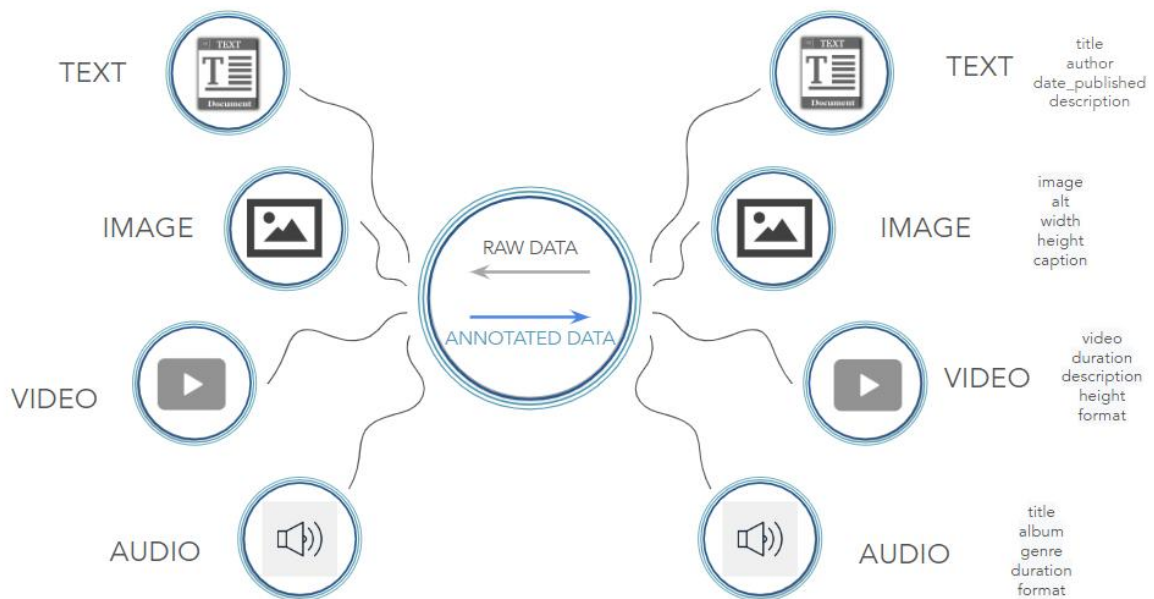 TEXT
TEXT
Document
IMAGE
VIDEO
AUDIO
RAW DATA
ANNOTATED DATA
TEXT
Document
TEXT
title
author
date_published
description
IMAGE
image
alt
width
height
caption
VIDEO
video
duration
description
height
format
AUDIO
title
album
genre
duration
format